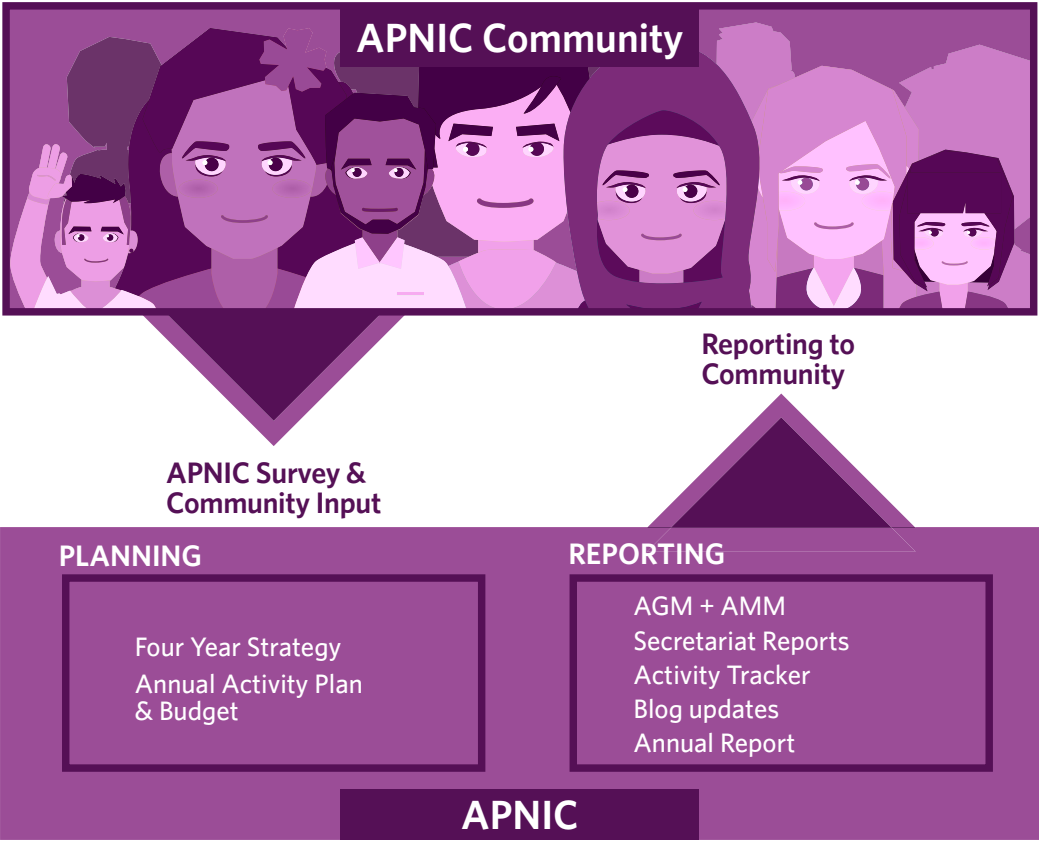 APNIC Community
Reporting to
Community
APNIC Survey &
Community Input
PLANNING
Four Year Strategy
Annual Activity Plan
& Budget
REPORTING
AGM + AMM
Secretariat Reports
Activity Tracker
Blog updates
Annual Report
APNIC